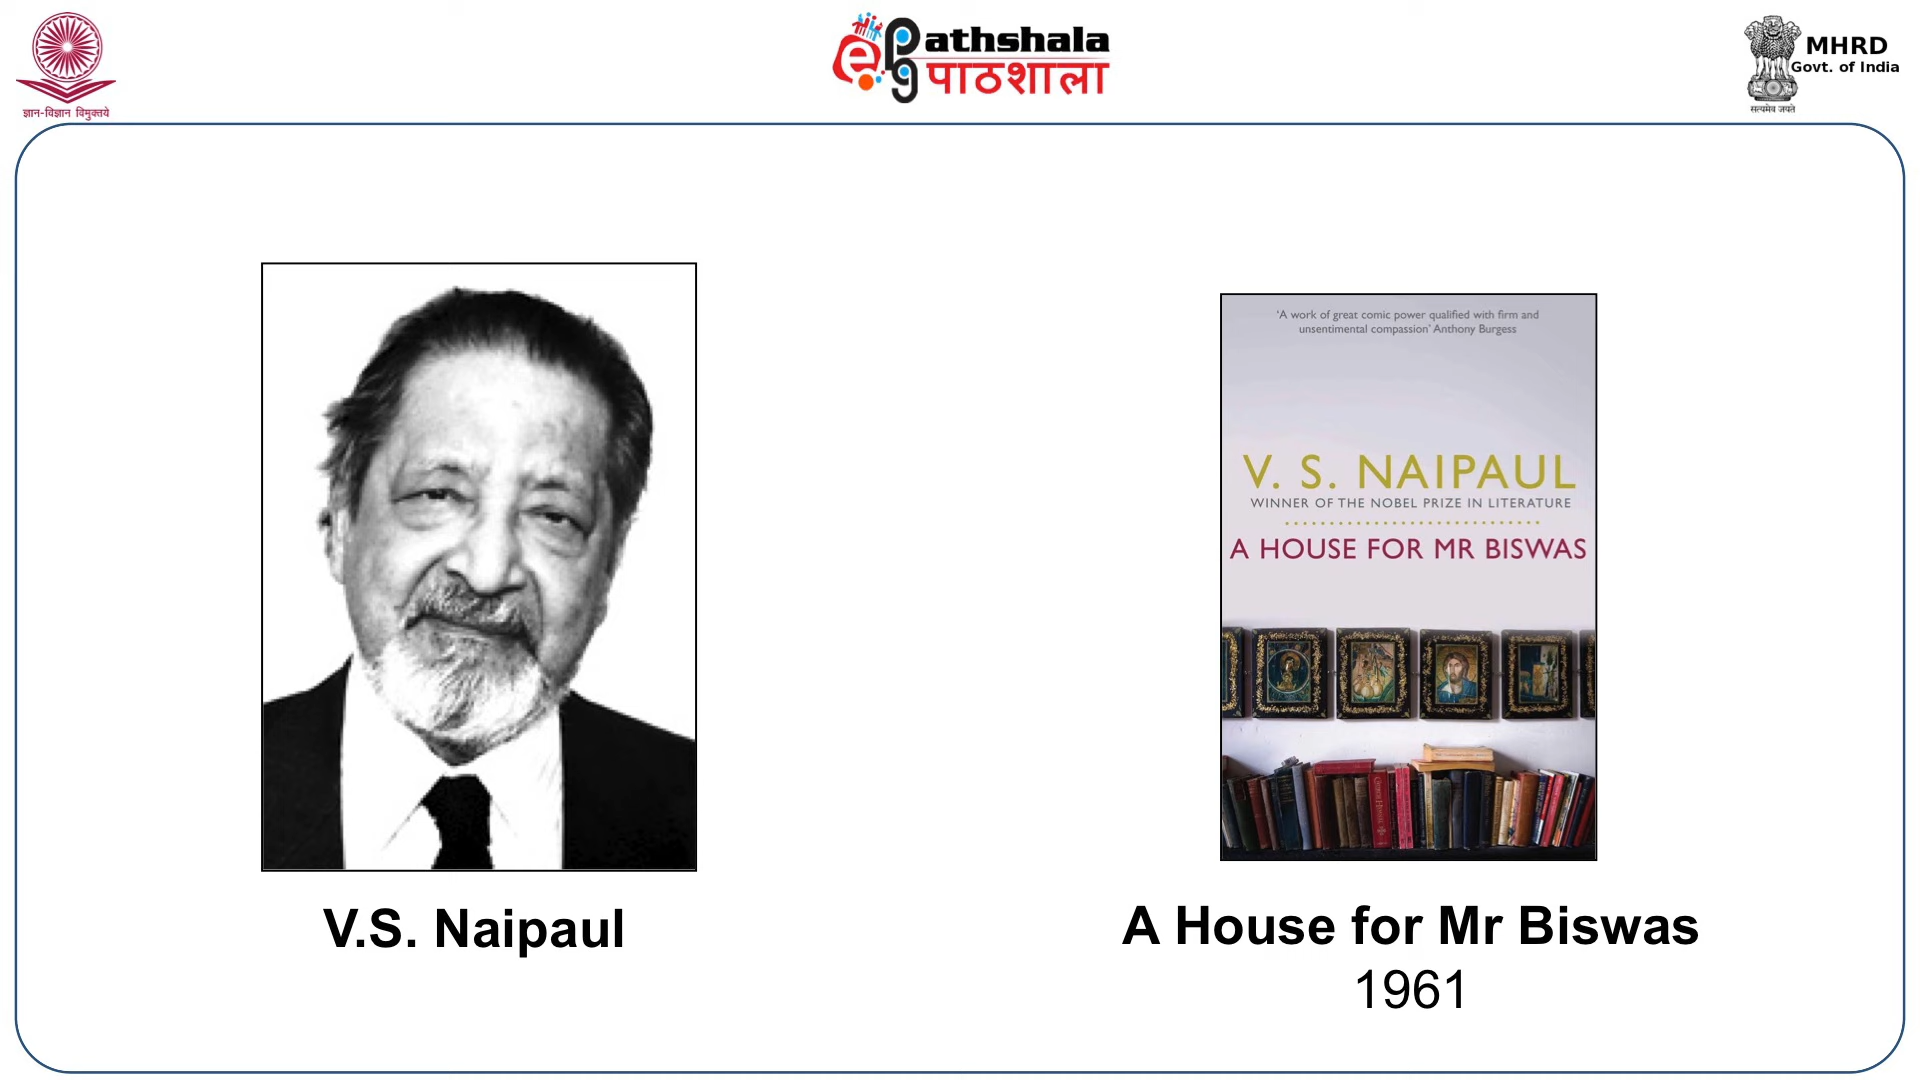 ज्ञान-विज्ञान विमुक्तये
e Pg
athshala
पाठशाला
MHRD
Govt. of India
सत्यमेव जयते
‘A work of great comic power qualified with firm and
unsentimental compassion’ Anthony Burgess
V. S. NAIPAUL
WINNER OF THE NOBEL PRIZE IN LITERATURE
A HOUSE FOR MR BISWAS
V.S. Naipaul
A House for Mr Biswas
1961